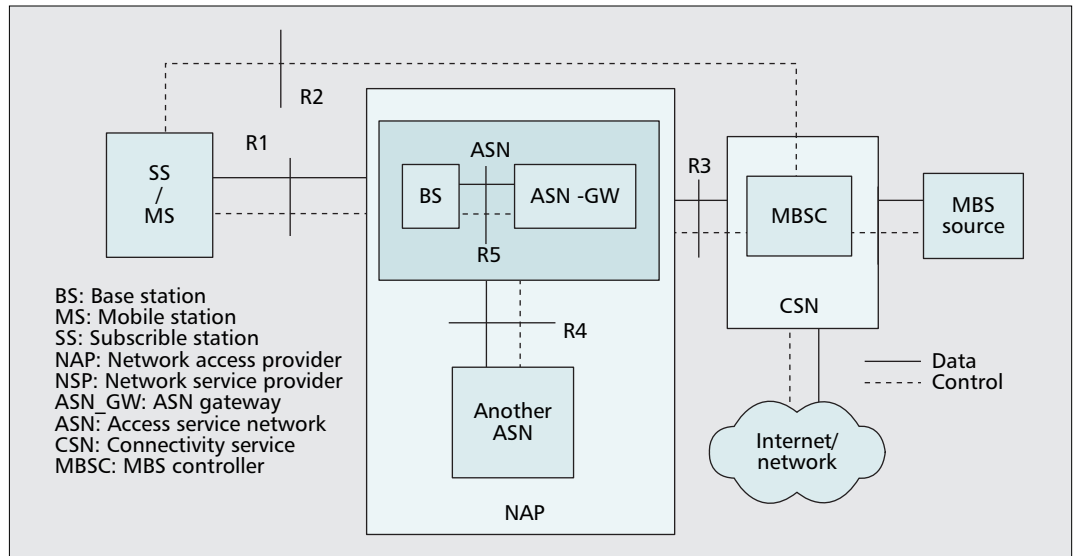 R2
R1
SS
/
MS
ASN
BS
ASN -GW
R5
R3
MBSC
MBS
source
CSN
R4
Another
ASN
NAP
Internet/
network
Data
Control
BS: Base station
MS: Mobile station
SS: Subscrible station
NAP: Network access provider
NSP: Network service provider
ASN_GW: ASN gateway
ASN: Access service network
CSN: Connectivity service
MBSC: MBS controller